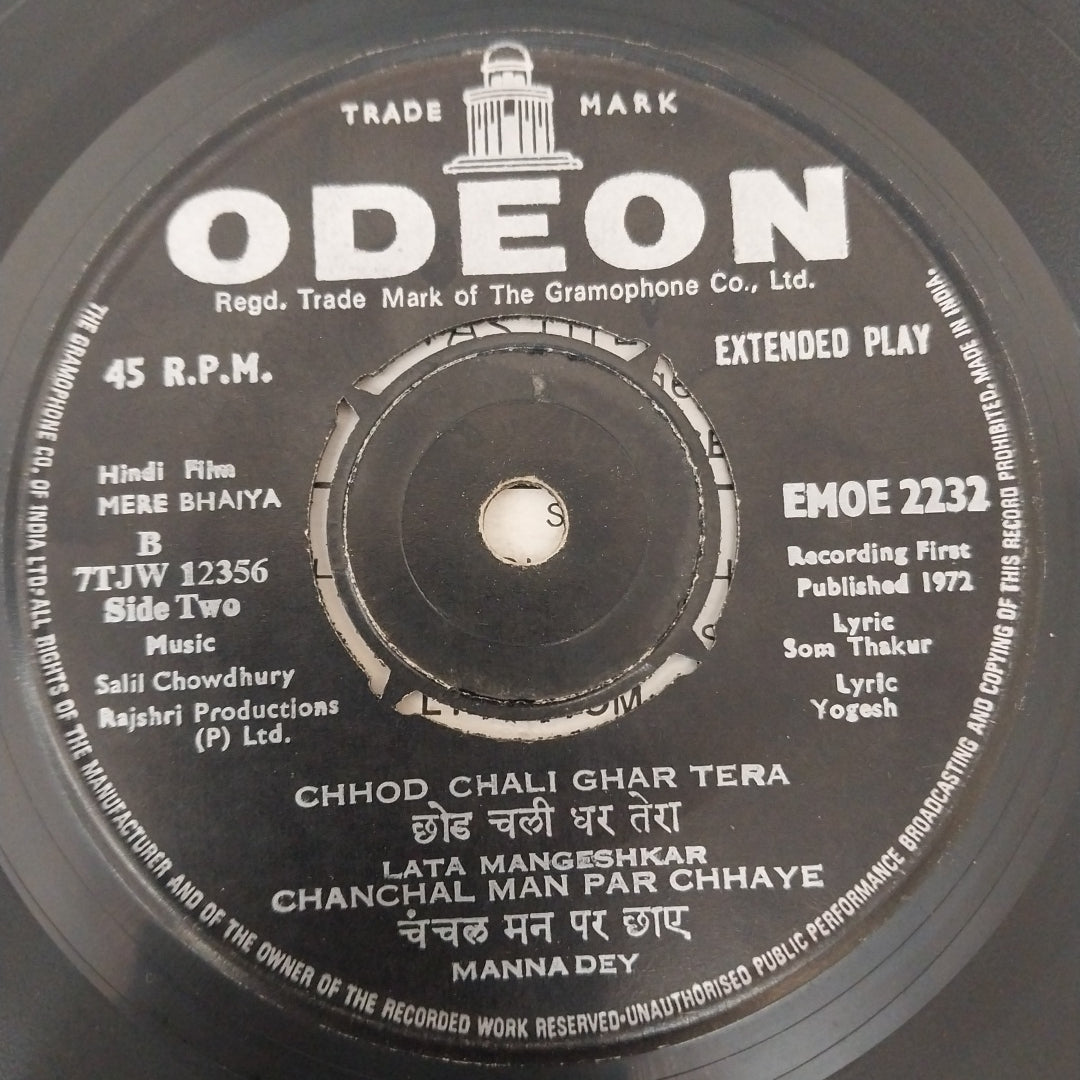 TRADE MARK
ODEON
Regd. Trade Mark of The Gramophone Co., Ltd.
45 R.P.M.
EXTENDED PLAY
Hindi Film
MERE BHAIYA
B
7TJW 12356
Side Two
Music
Salil Chowdhury
Rajshri Productions
(P) Ltd.
EMOE 2232
Recording First
Published 1972
Lyric
Som Thakur
Lyric
Yogesh
CHHOD CHALI GHAR TERA
छोड चली घर तेरा
LATA MANGESHKAR
CHANCHAL MAN PAR CHHAYE
चंचल मन पर छाए
MANNA DEY
THE GRAMOPHONE CO. OF INDIA LTD. ALL RIGHTS OF THE MANUFACTURER AND OF THE OWNER OF THE RECORDED WORK RESERVED·UNAUTHORISED PUBLIC PERFORMANCE BROADCASTING AND COPYING OF THIS RECORD PROHIBITED. MADE IN INDIA.